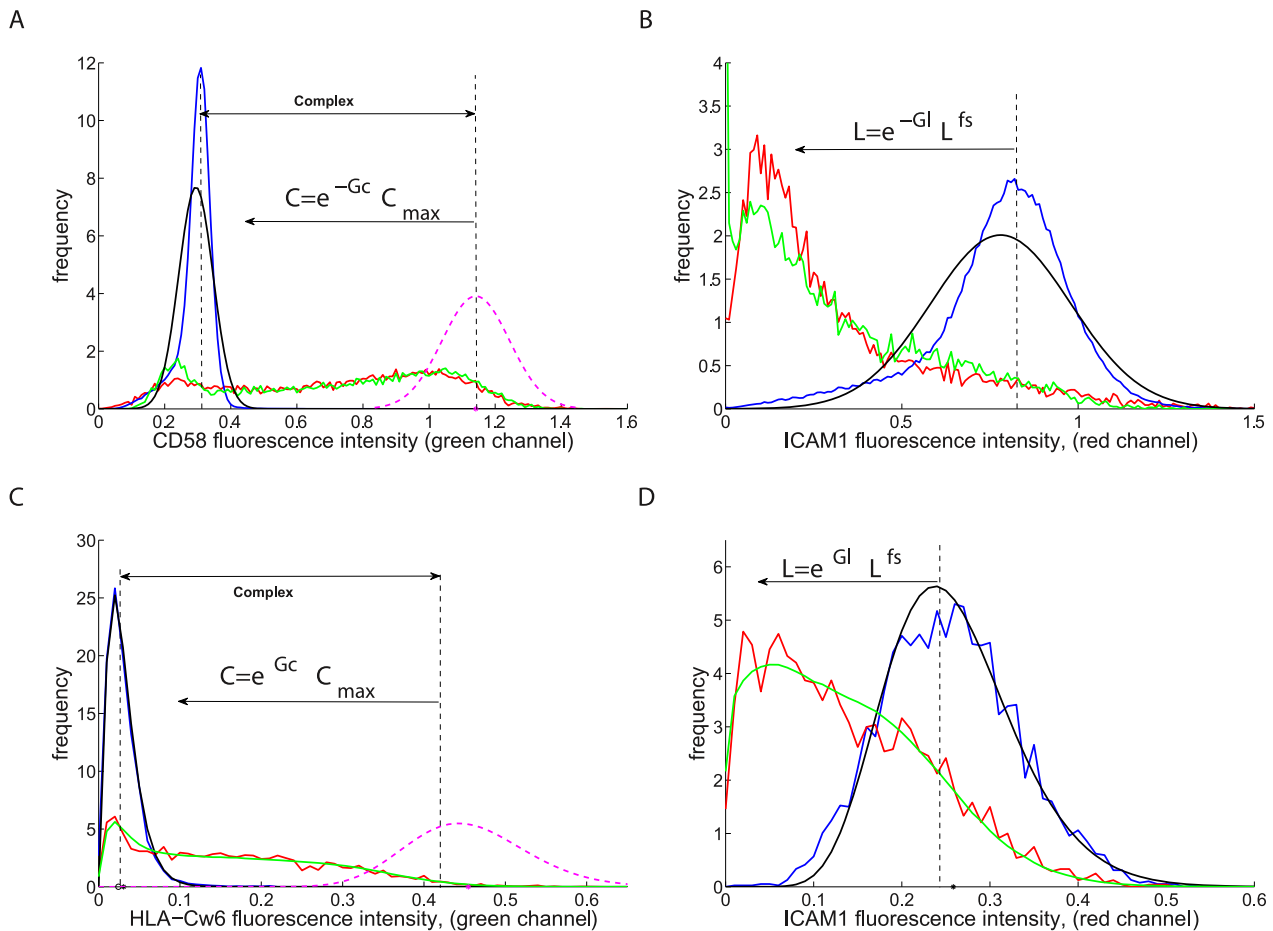 A
12
10
8
6
4
2
0
frequency
Complex
C=e −Gc C max
0 0.2 0.4 0.6 0.8 1 1.2 1.4 1.6
CD58 fluorescence intensity (green channel)
B
4
3.5
3
2.5
2
1.5
1
0.5
0
frequency
L=e −Gl L fs
0 0.5 1 1.5
ICAM1 fluorescence intensity, (red channel)
C
30
25
20
15
10
5
0
frequency
Complex
C=e Gc C max
0 0.1 0.2 0.3 0.4 0.5 0.6
HLA−Cw6 fluorescence intensity, (green channel)
D
6
5
4
3
2
1
0
frequency
L=e Gl L fs
0 0.1 0.2 0.3 0.4 0.5 0.6
ICAM1 fluorescence intensity, (red channel)